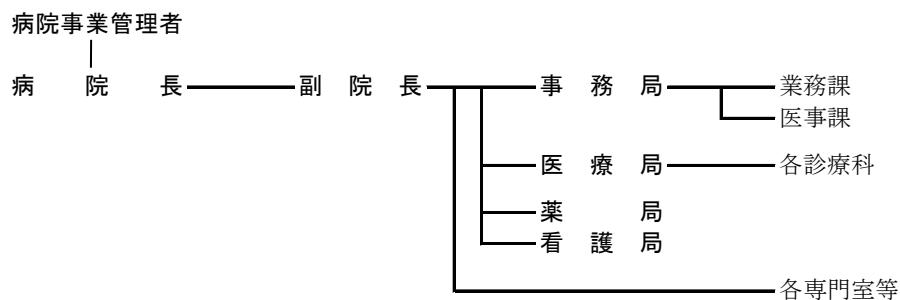 病院事業管理者
病院長 副院長 事務局 業務課
医事課
医療局 各診療科
薬局
看護局
各専門室等